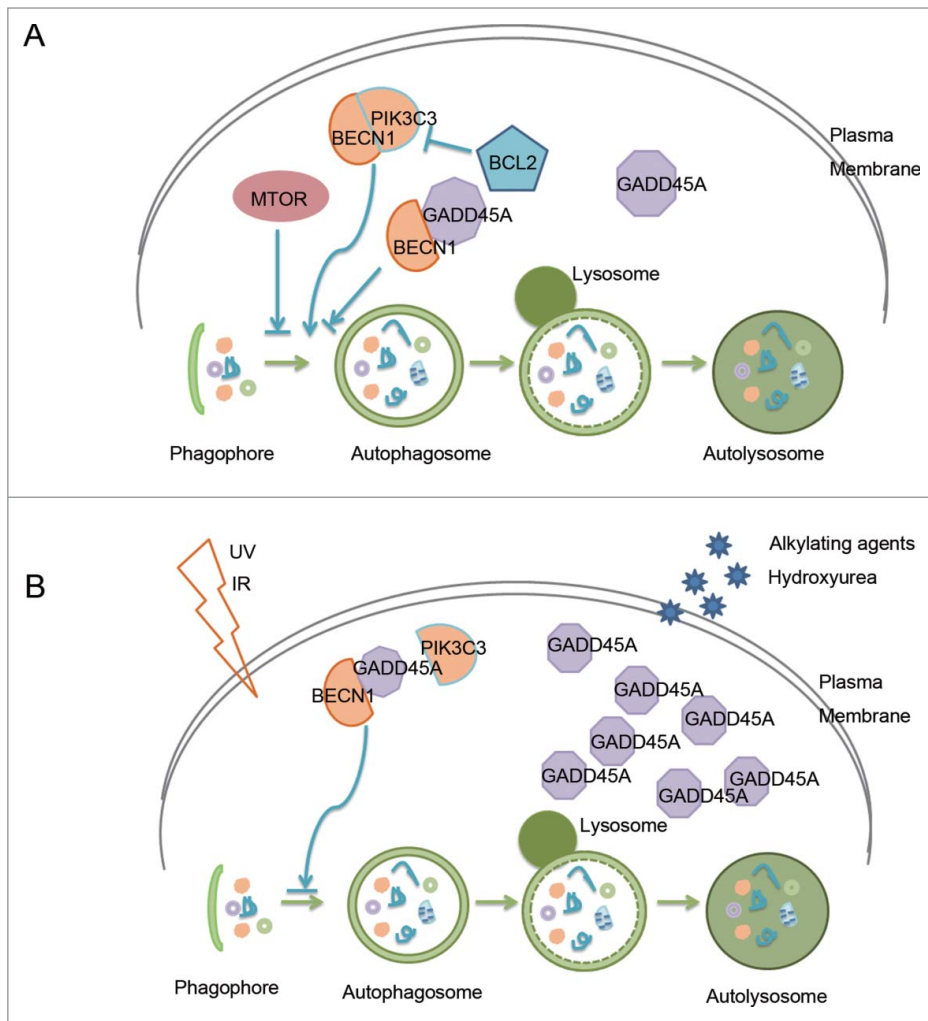 A
PIK3C3
BECN1
BCL2
Plasma
Membrane
MTOR
GADD45A
GADD45A
BECN1
Lysosome
Phagophore
Autophagosome
Autolysosome
B
UV
IR
Alkylating agents
Hydroxyurea
PIK3C3
GADD45A
BECN1
GADD45A
Plasma
Membrane
GADD45A
GADD45A
GADD45A
GADD45A
GADD45A
GADD45A
Lysosome
Phagophore
Autophagosome
Autolysosome